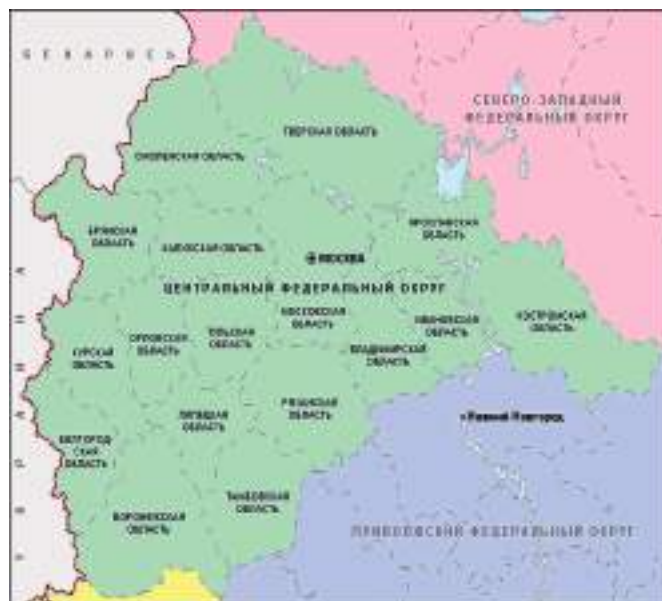 БЕЛАРУСЬ
СЕВЕРО-ЗАПАДНЫЙ
ФЕДЕРАЛЬНЫЙ ОКРУГ
ТВЕРСКАЯ ОБЛАСТЬ
СМОЛЕНСКАЯ ОБЛАСТЬ
ЯРОСЛАВСКАЯ
ОБЛАСТЬ
БРЯНСКАЯ
ОБЛАСТЬ
КАЛУЖСКАЯ ОБЛАСТЬ
МОСКВА
ЦЕНТРАЛЬНЫЙ ФЕДЕРАЛЬНЫЙ ОКРУГ
МОСКОВСКАЯ
ОБЛАСТЬ
ИВАНОВСКАЯ
ОБЛАСТЬ
КОСТРОМСКАЯ
ОБЛАСТЬ
ОРЛОВСКАЯ
ОБЛАСТЬ
ТУЛЬСКАЯ
ОБЛАСТЬ
КУРСКАЯ
ОБЛАСТЬ
ВЛАДИМИРСКАЯ
ОБЛАСТЬ
ЛИПЕЦКАЯ
ОБЛАСТЬ
РЯЗАНСКАЯ
ОБЛАСТЬ
Нижний Новгород
БЕЛГОРОД-
СКАЯ
ОБЛАСТЬ
ТАМБОВСКАЯ
ОБЛАСТЬ
ВОРОНЕЖСКАЯ
ОБЛАСТЬ
ПРИВОЛЖСКИЙ ФЕДЕРАЛЬНЫЙ ОКРУГ